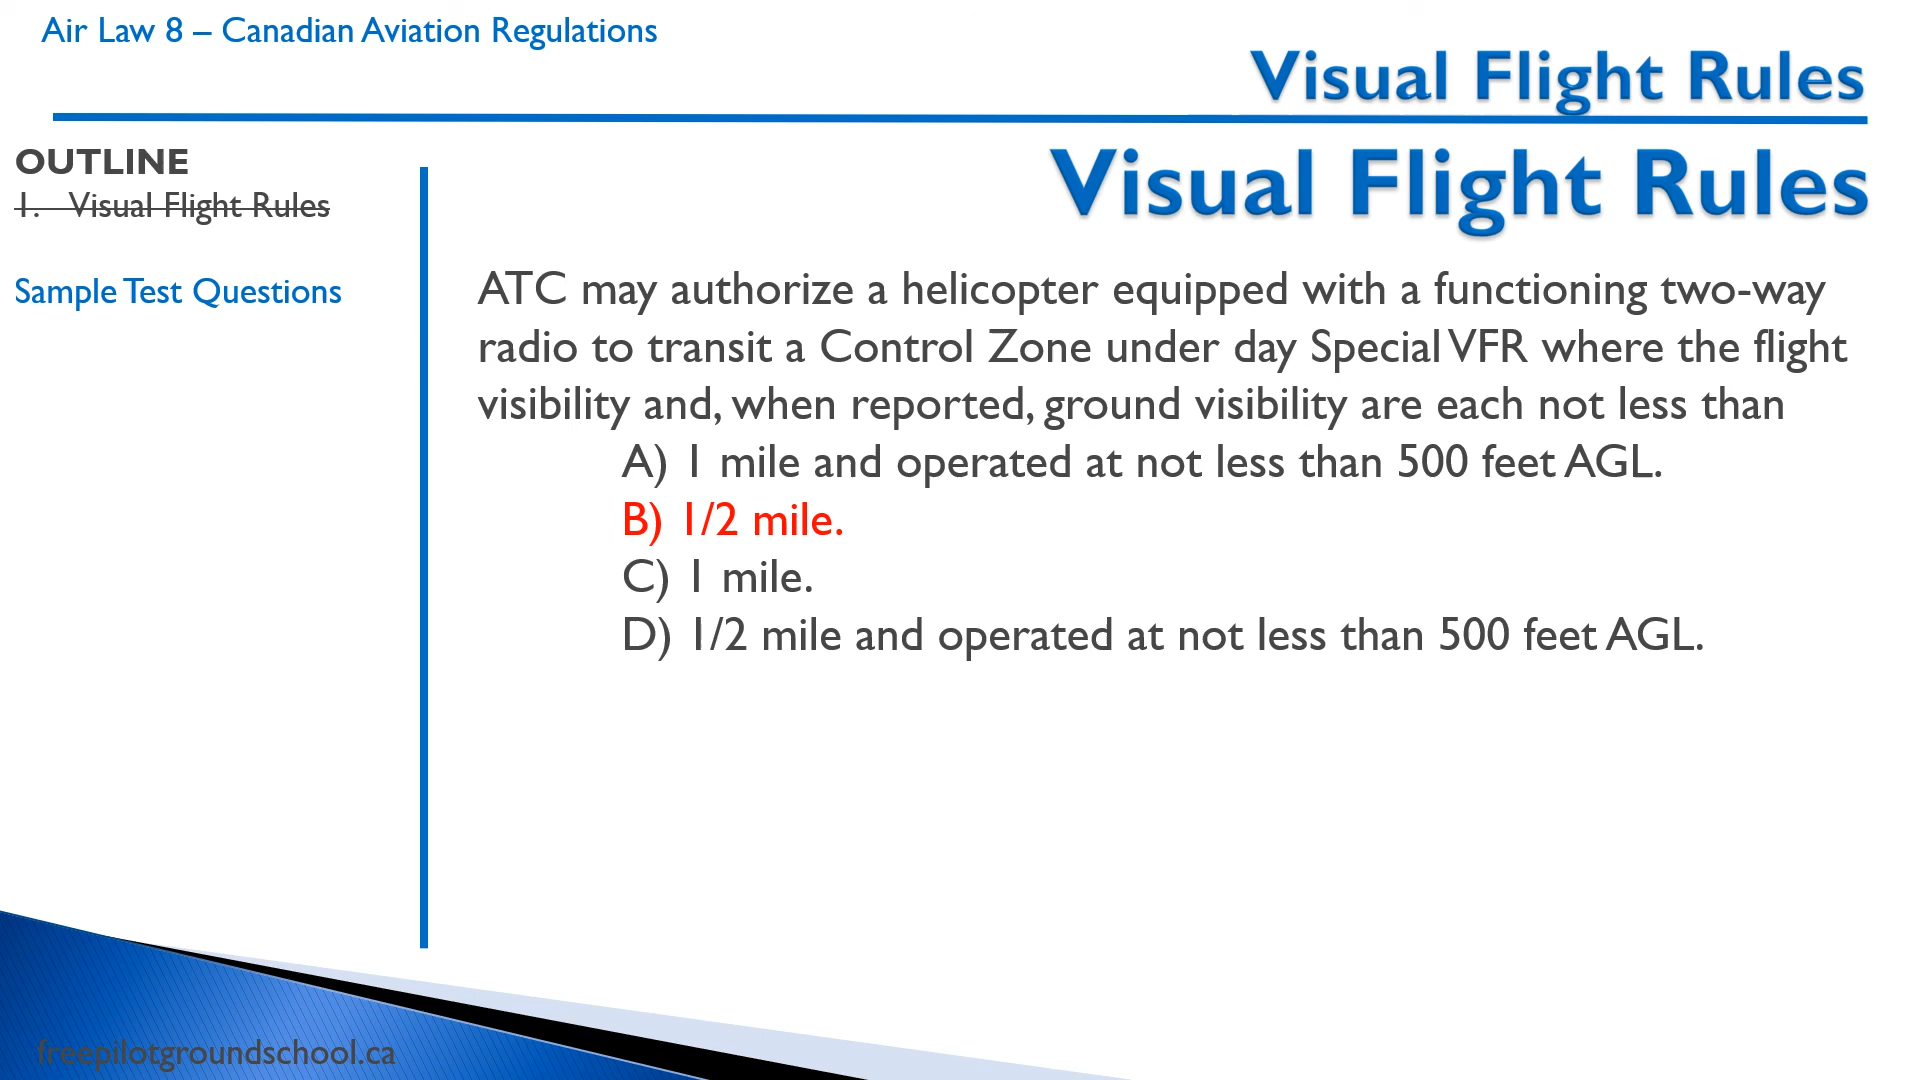 Air Law 8 – Canadian Aviation Regulations
Visual Flight Rules
OUTLINE
1. Visual Flight Rules
Sample Test Questions
Visual Flight Rules
ATC may authorize a helicopter equipped with a functioning two-way
radio to transit a Control Zone under day Special VFR where the flight
visibility and, when reported, ground visibility are each not less than
A) 1 mile and operated at not less than 500 feet AGL.
B) 1/2 mile.
C) 1 mile.
D) 1/2 mile and operated at not less than 500 feet AGL.
freepilotgroundschool.ca